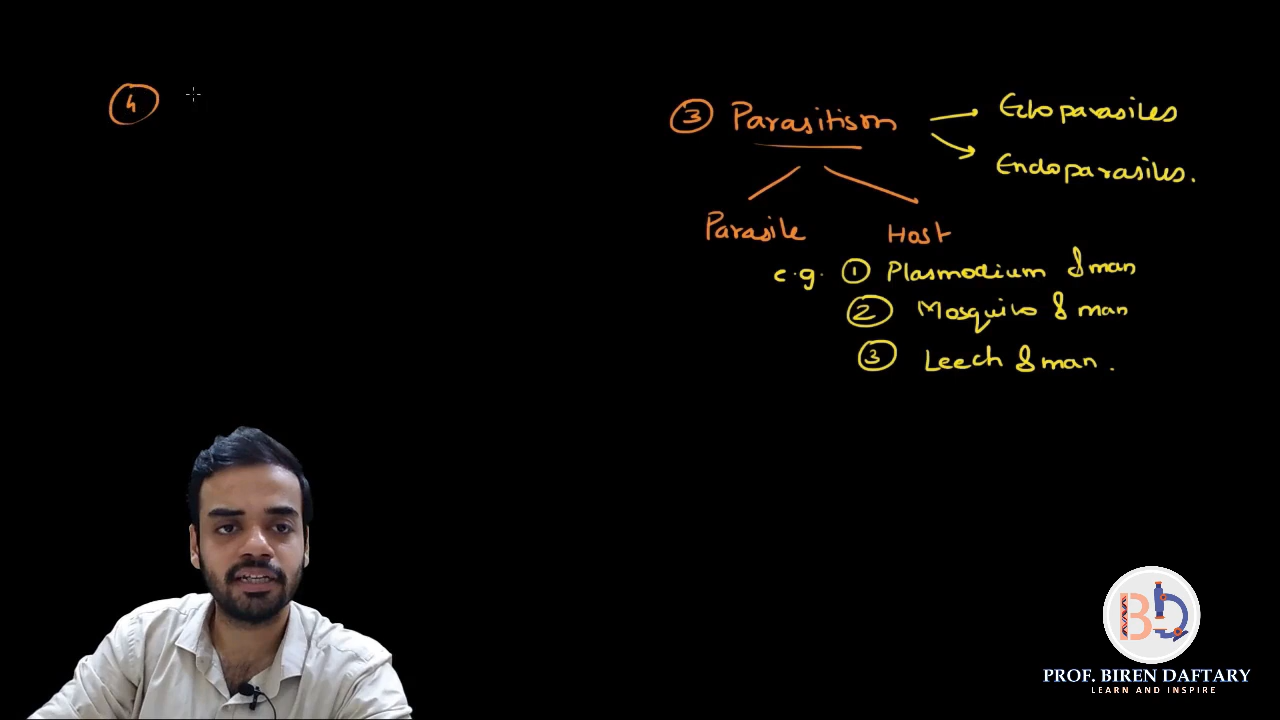 4
3 Parasitism → Ectoparasites
→ Endoparasites.
Parasite Host
e.g. 1 Plasmodium & man
2 Mosquito & man
3 Leech & man.
BD
PROF. BIREN DAFTARY
LEARN AND INSPIRE